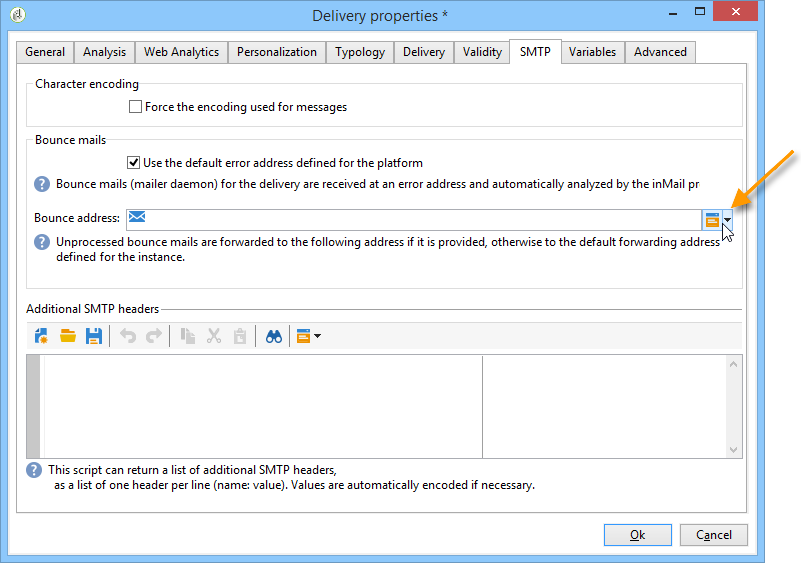 Delivery properties *
General
Analysis
Web Analytics
Personalization
Typology
Delivery
Validity
SMTP
Variables
Advanced
Character encoding
Force the encoding used for messages
Bounce mails
Use the default error address defined for the platform
Bounce mails (mailer daemon) for the delivery are received at an error address and automatically analyzed by the inMail pr
Bounce address:
Unprocessed bounce mails are forwarded to the following address if it is provided, otherwise to the default forwarding address
defined for the instance.
Additional SMTP headers
This script can return a list of additional SMTP headers,
as a list of one header per line (name: value). Values are automatically encoded if necessary.
Ok
Cancel